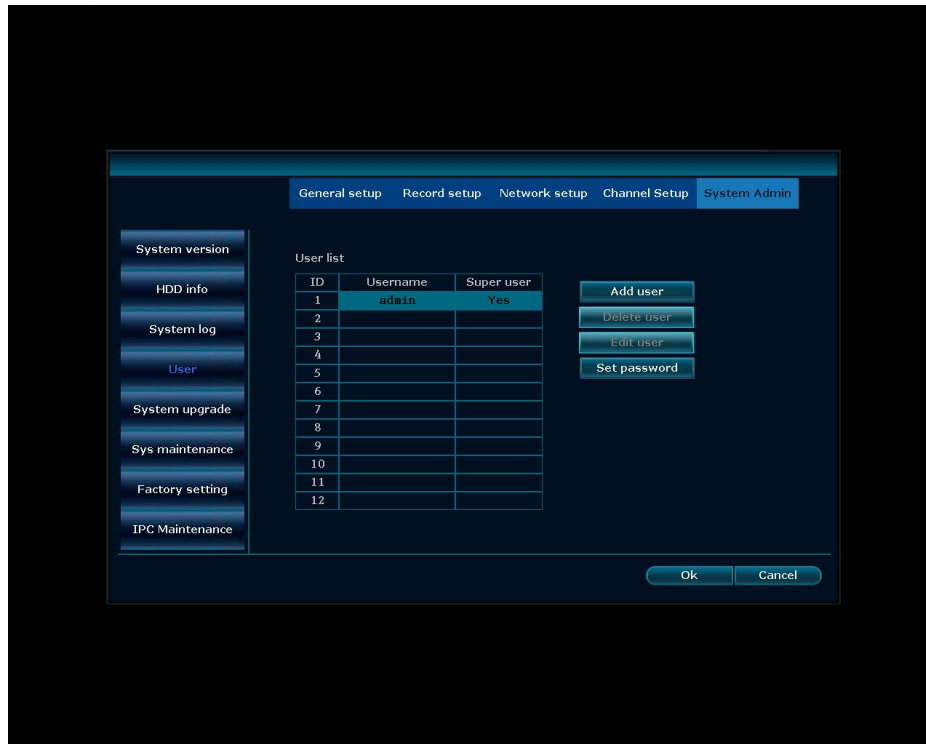 General setup Record setup Network setup Channel Setup System Admin
System version
HDD info
System log
User
System upgrade
Sys maintenance
Factory setting
IPC Maintenance
User list
ID Username Super user
1 admin Yes
2
3
4
5
6
7
8
9
10
11
12
Add user
Delete user
Edit user
Set password
Ok Cancel